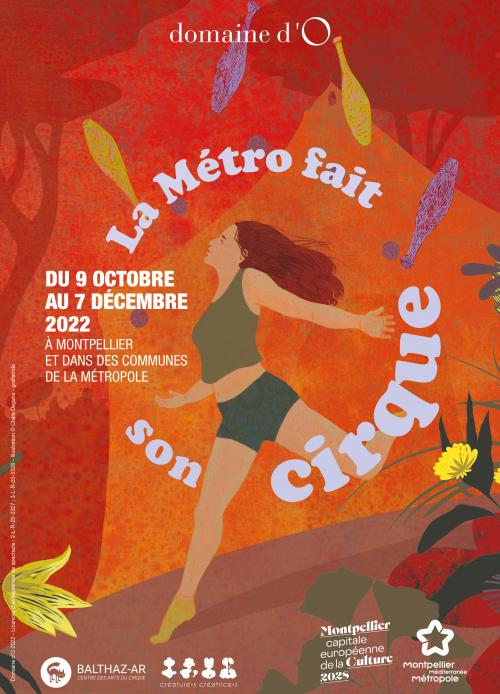 domaine d'O
La Métro fait
son cirque
DU 9 OCTOBRE
AU 7 DÉCEMBRE
2022
À MONTPELLIER
ET DANS DES COMMUNES
DE LA MÉTROPOLE
BALTHAZ-AR
CENTRE DES ARTS DU CIRQUE
créature·s créatrice·s
Montpellier
capitale
européenne
de la Culture
2028
montpellier
Méditerranée
métropole